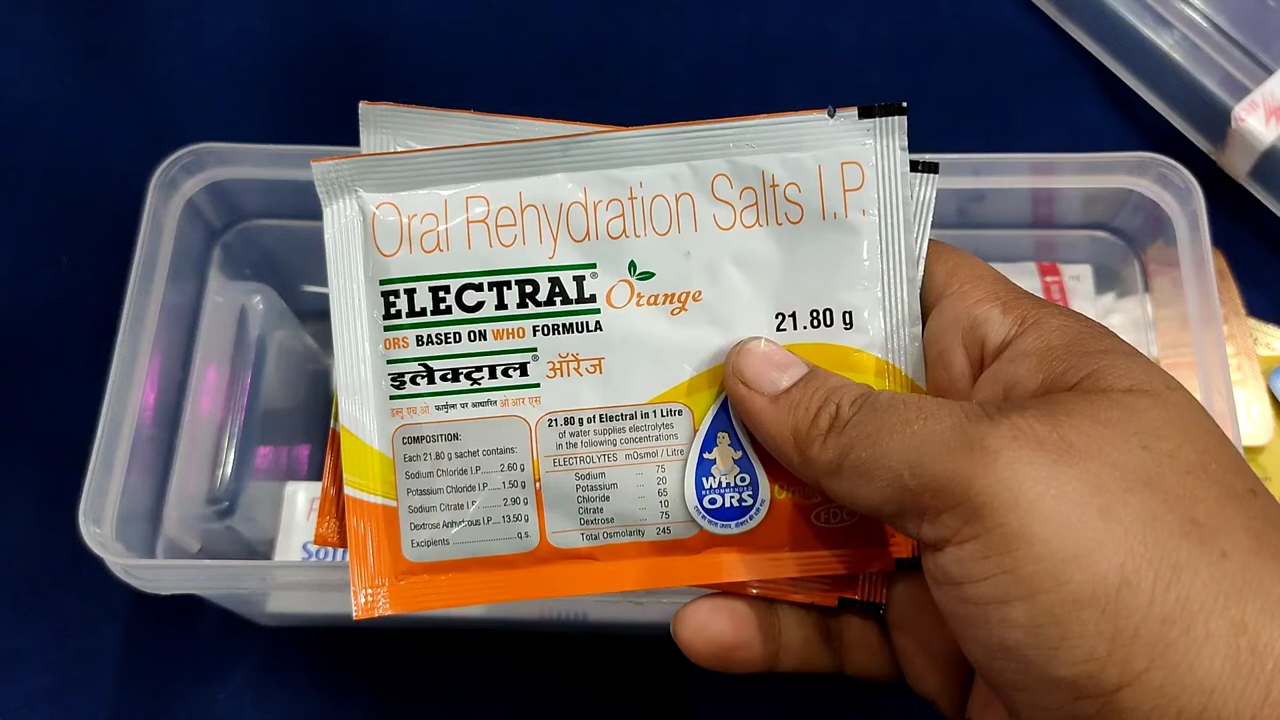 Oral Rehydration Salts I.P.
ELECTRAL® Orange
21.80 g
ORS BASED ON WHO FORMULA
इलेक्ट्राल® ऑरेंज
डब्लू.एच.ओ. फार्मुला पर आधारित ओ आर एस
COMPOSITION:
Each 21.80 g sachet contains:
Sodium Chloride I.P......2.60 g
Potassium Chloride I.P.....1.50 g
Sodium Citrate I.P. ........ 2.90 g
Dextrose Anhydrous I.P.... 13.50 g
Excipients ..........................q.s.
21.80 g of Electral in 1 Litre
of water supplies electrolytes
in the following concentrations
ELECTROLYTES mOsmol / Litre
Sodium ... 75
Potassium ... 20
Chloride ... 65
Citrate ... 10
Dextrose ... 75
Total Osmolarity 245
WHO
RECOMMENDED
ORS
FDC